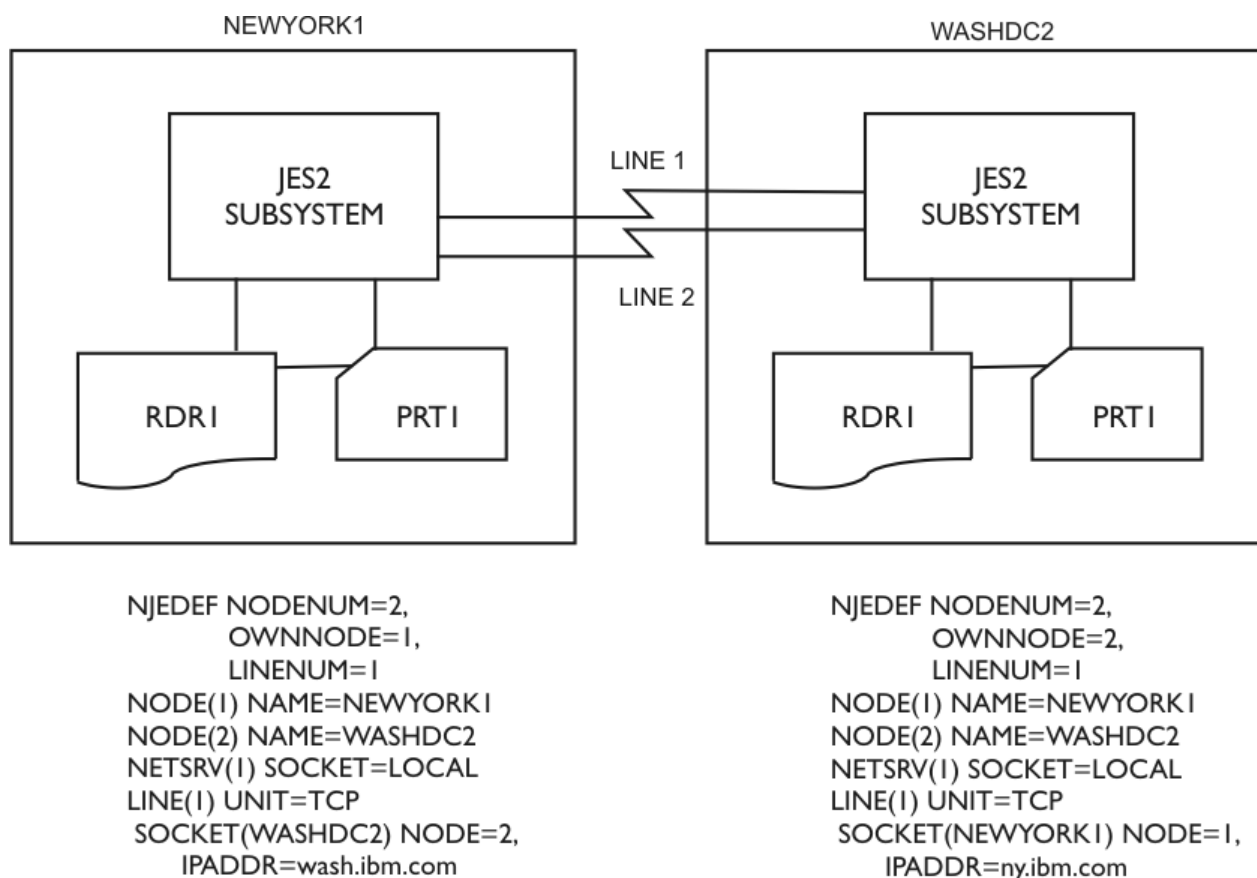 NEWYORK1
WASHDC2
JES2
SUBSYSTEM
LINE 1
LINE 2
JES2
SUBSYSTEM
RDR1
PRT1
RDR1
PRT1
NJEDEF NODENUM=2,
OWNNODE=1,
LINENUM=1
NODE(1) NAME=NEWYORK1
NODE(2) NAME=WASHDC2
NETSRV(1) SOCKET=LOCAL
LINE(1) UNIT=TCP
SOCKET(WASHDC2) NODE=2,
IPADDR=wash.ibm.com
NJEDEF NODENUM=2,
OWNNODE=2,
LINENUM=1
NODE(1) NAME=NEWYORK1
NODE(2) NAME=WASHDC2
NETSRV(1) SOCKET=LOCAL
LINE(1) UNIT=TCP
SOCKET(NEWYORK1) NODE=1,
IPADDR=ny.ibm.com